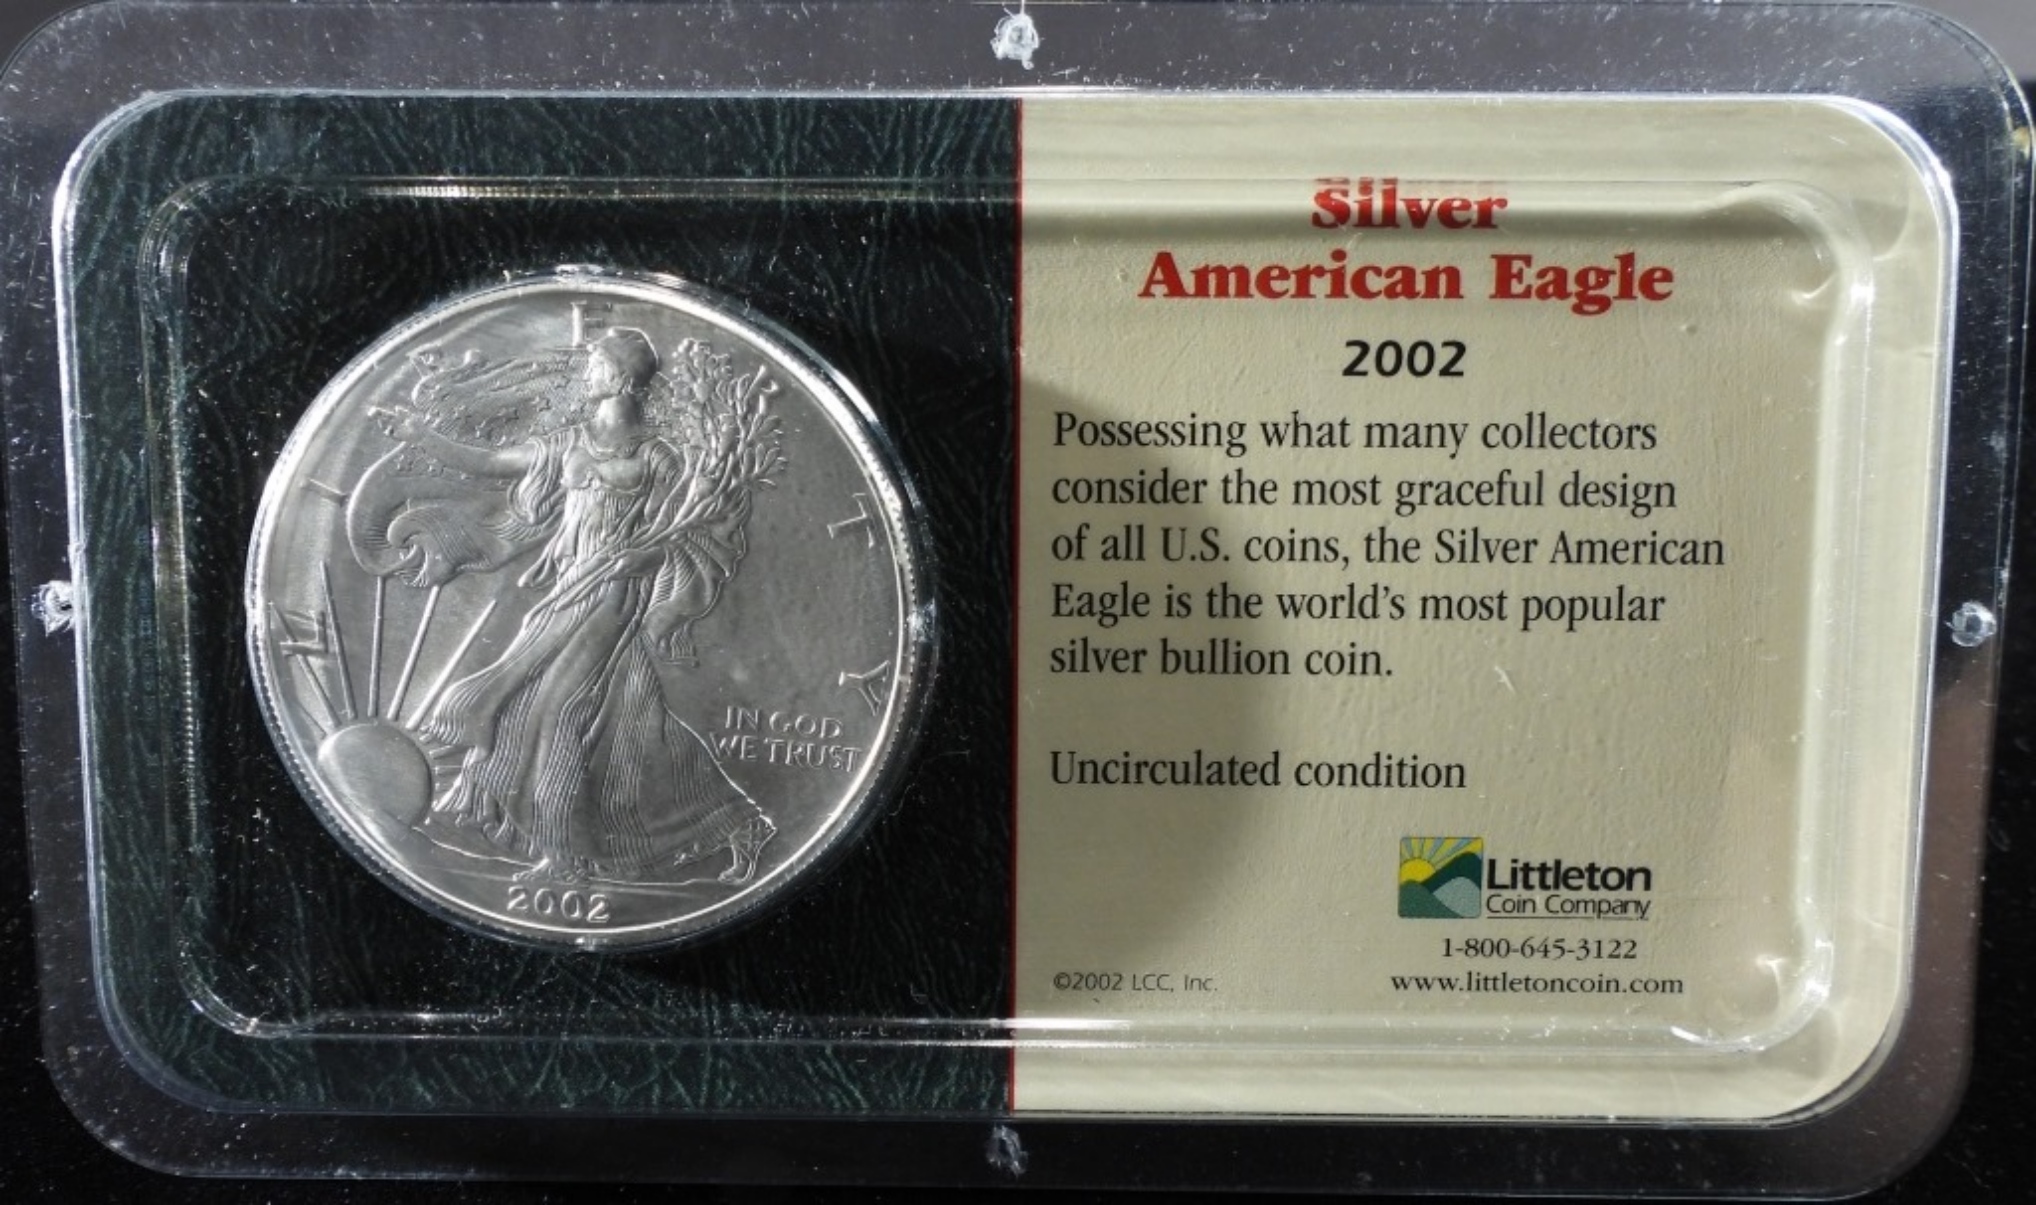 LIBERTY
IN GOD
WE TRUST
2002
Silver
American Eagle
2002
Possessing what many collectors
consider the most graceful design
of all U.S. coins, the Silver American
Eagle is the world's most popular
silver bullion coin.
Uncirculated condition
Littleton
Coin Company
1-800-645-3122
©2002 LCC, Inc.
www.littletoncoin.com